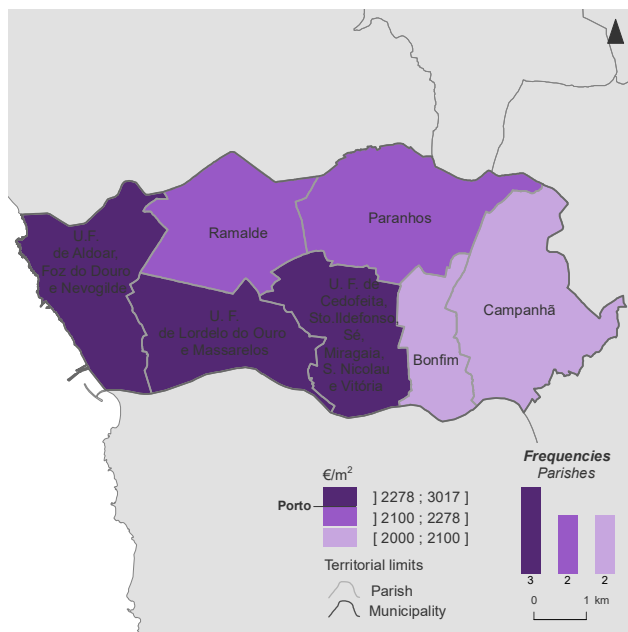 Ramalde
Paranhos
U.F.
de Aldoar,
Foz do Douro
e Nevogilde
U. F.
de Lordelo do Ouro
e Massarelos
U. F. de
Cedofeita,
Sto Ildefonso,
Sé,
Miragaia,
S. Nicolau
e Vitória
Bonfim
Campanhã
€/m²
Porto
] 2278 ; 3017 ]
] 2100 ; 2278 ]
[ 2000 ; 2100 ]
Territorial limits
Parish
Municipality
Frequencies
Parishes
3 2 2
0 1 km